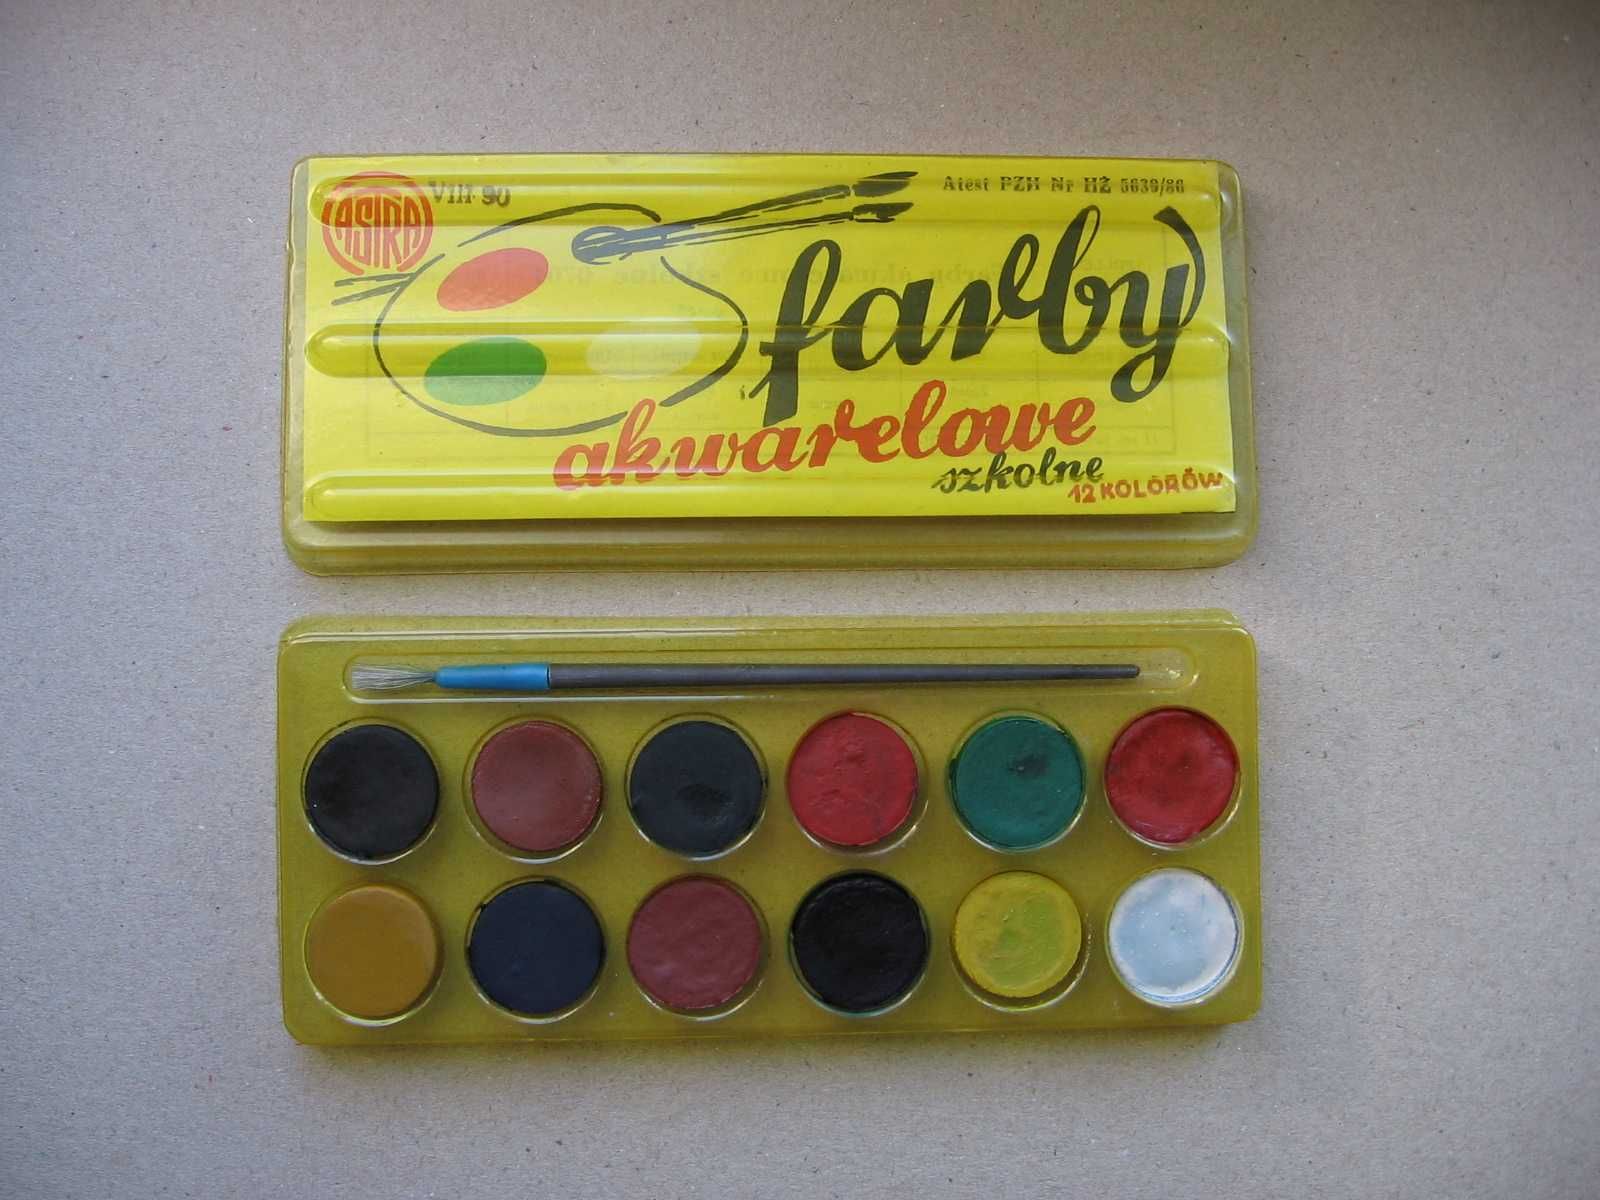 ASTRA
VIII 90
Atest PZH Nr HŻ 5639/86
farby
akwarelowe
szkolne
12 KOLORÓW